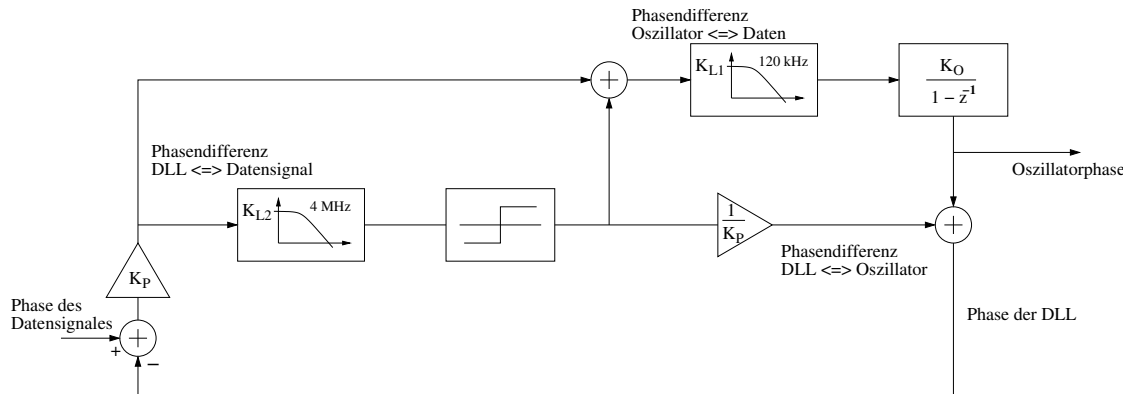 Phasendifferenz
Oszillator <=> Daten
K_L1
120 kHz
K_O
1 − z^-1
Phasendifferenz
DLL <=> Datensignal
K_L2
4 MHz
Oszillatorphase
1
K_P
Phasendifferenz
DLL <=> Oszillator
K_P
Phase des
Datensignales
+
−
Phase der DLL